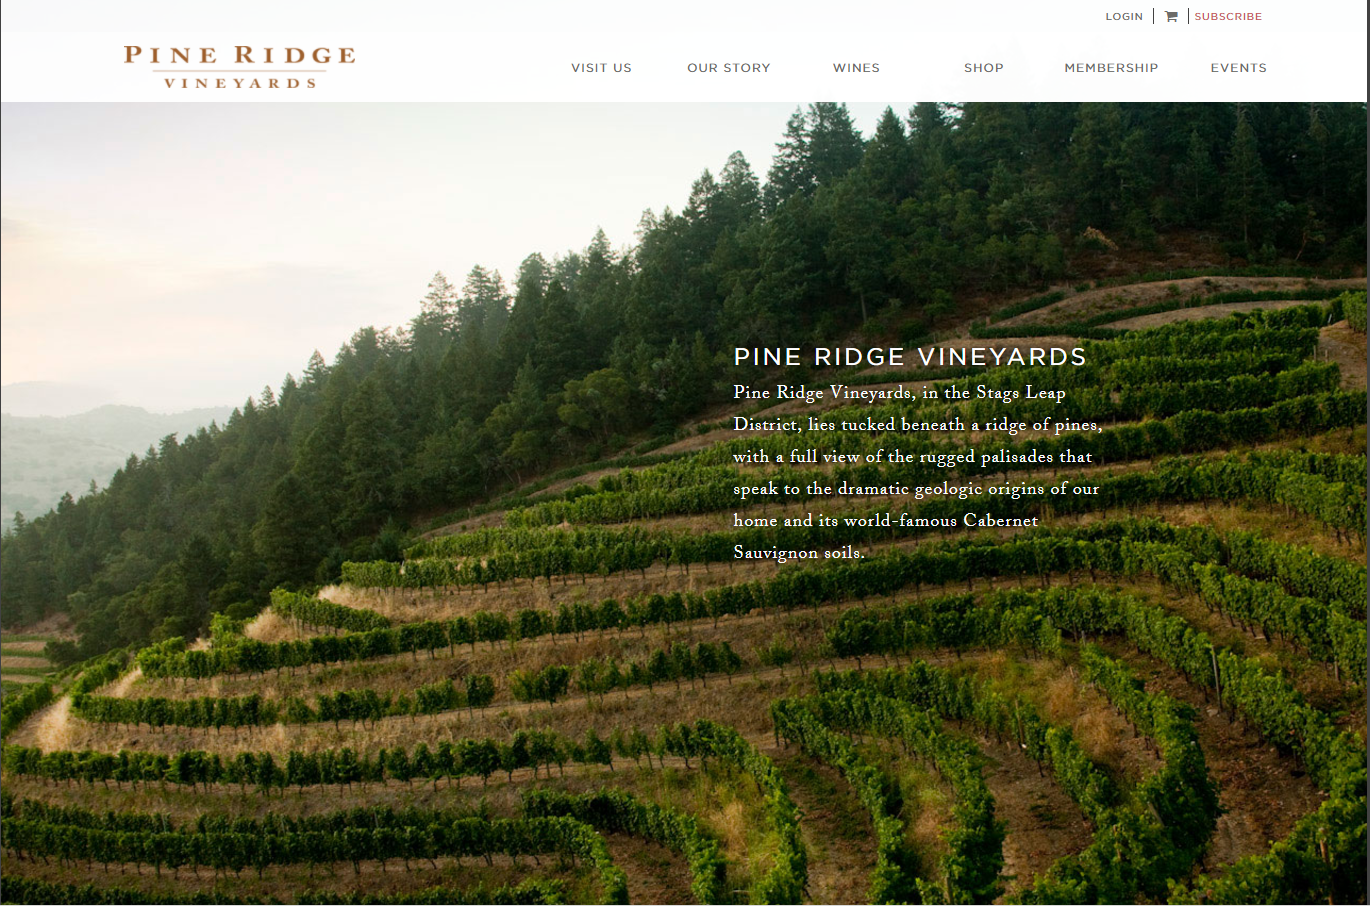 LOGIN
SUBSCRIBE
PINE RIDGE
VINEYARDS
VISIT US
OUR STORY
WINES
SHOP
MEMBERSHIP
EVENTS
PINE RIDGE VINEYARDS
Pine Ridge Vineyards, in the Stags Leap
District, lies tucked beneath a ridge of pines,
with a full view of the rugged palisades that
speak to the dramatic geologic origins of our
home and its world-famous Cabernet
Sauvignon soils.